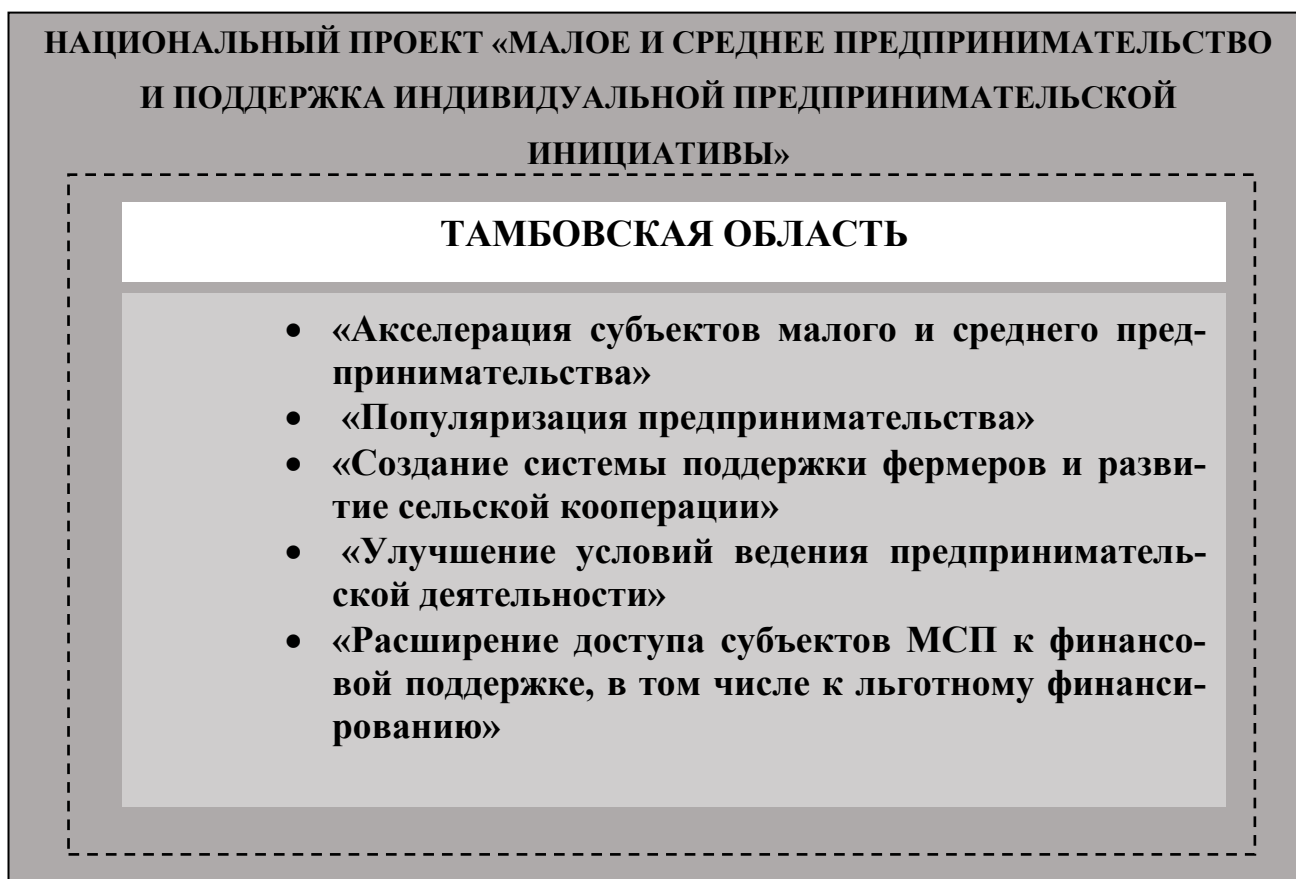 НАЦИОНАЛЬНЫЙ ПРОЕКТ «МАЛОЕ И СРЕДНЕЕ ПРЕДПРИНИМАТЕЛЬСТВО
И ПОДДЕРЖКА ИНДИВИДУАЛЬНОЙ ПРЕДПРИНИМАТЕЛЬСКОЙ
ИНИЦИАТИВЫ»
ТАМБОВСКАЯ ОБЛАСТЬ
• «Акселерация субъектов малого и среднего пред-
принимательства»
• «Популяризация предпринимательства»
• «Создание системы поддержки фермеров и разви-
тие сельской кооперации»
• «Улучшение условий ведения предприниматель-
ской деятельности»
• «Расширение доступа субъектов МСП к финансо-
вой поддержке, в том числе к льготному финанси-
рованию»